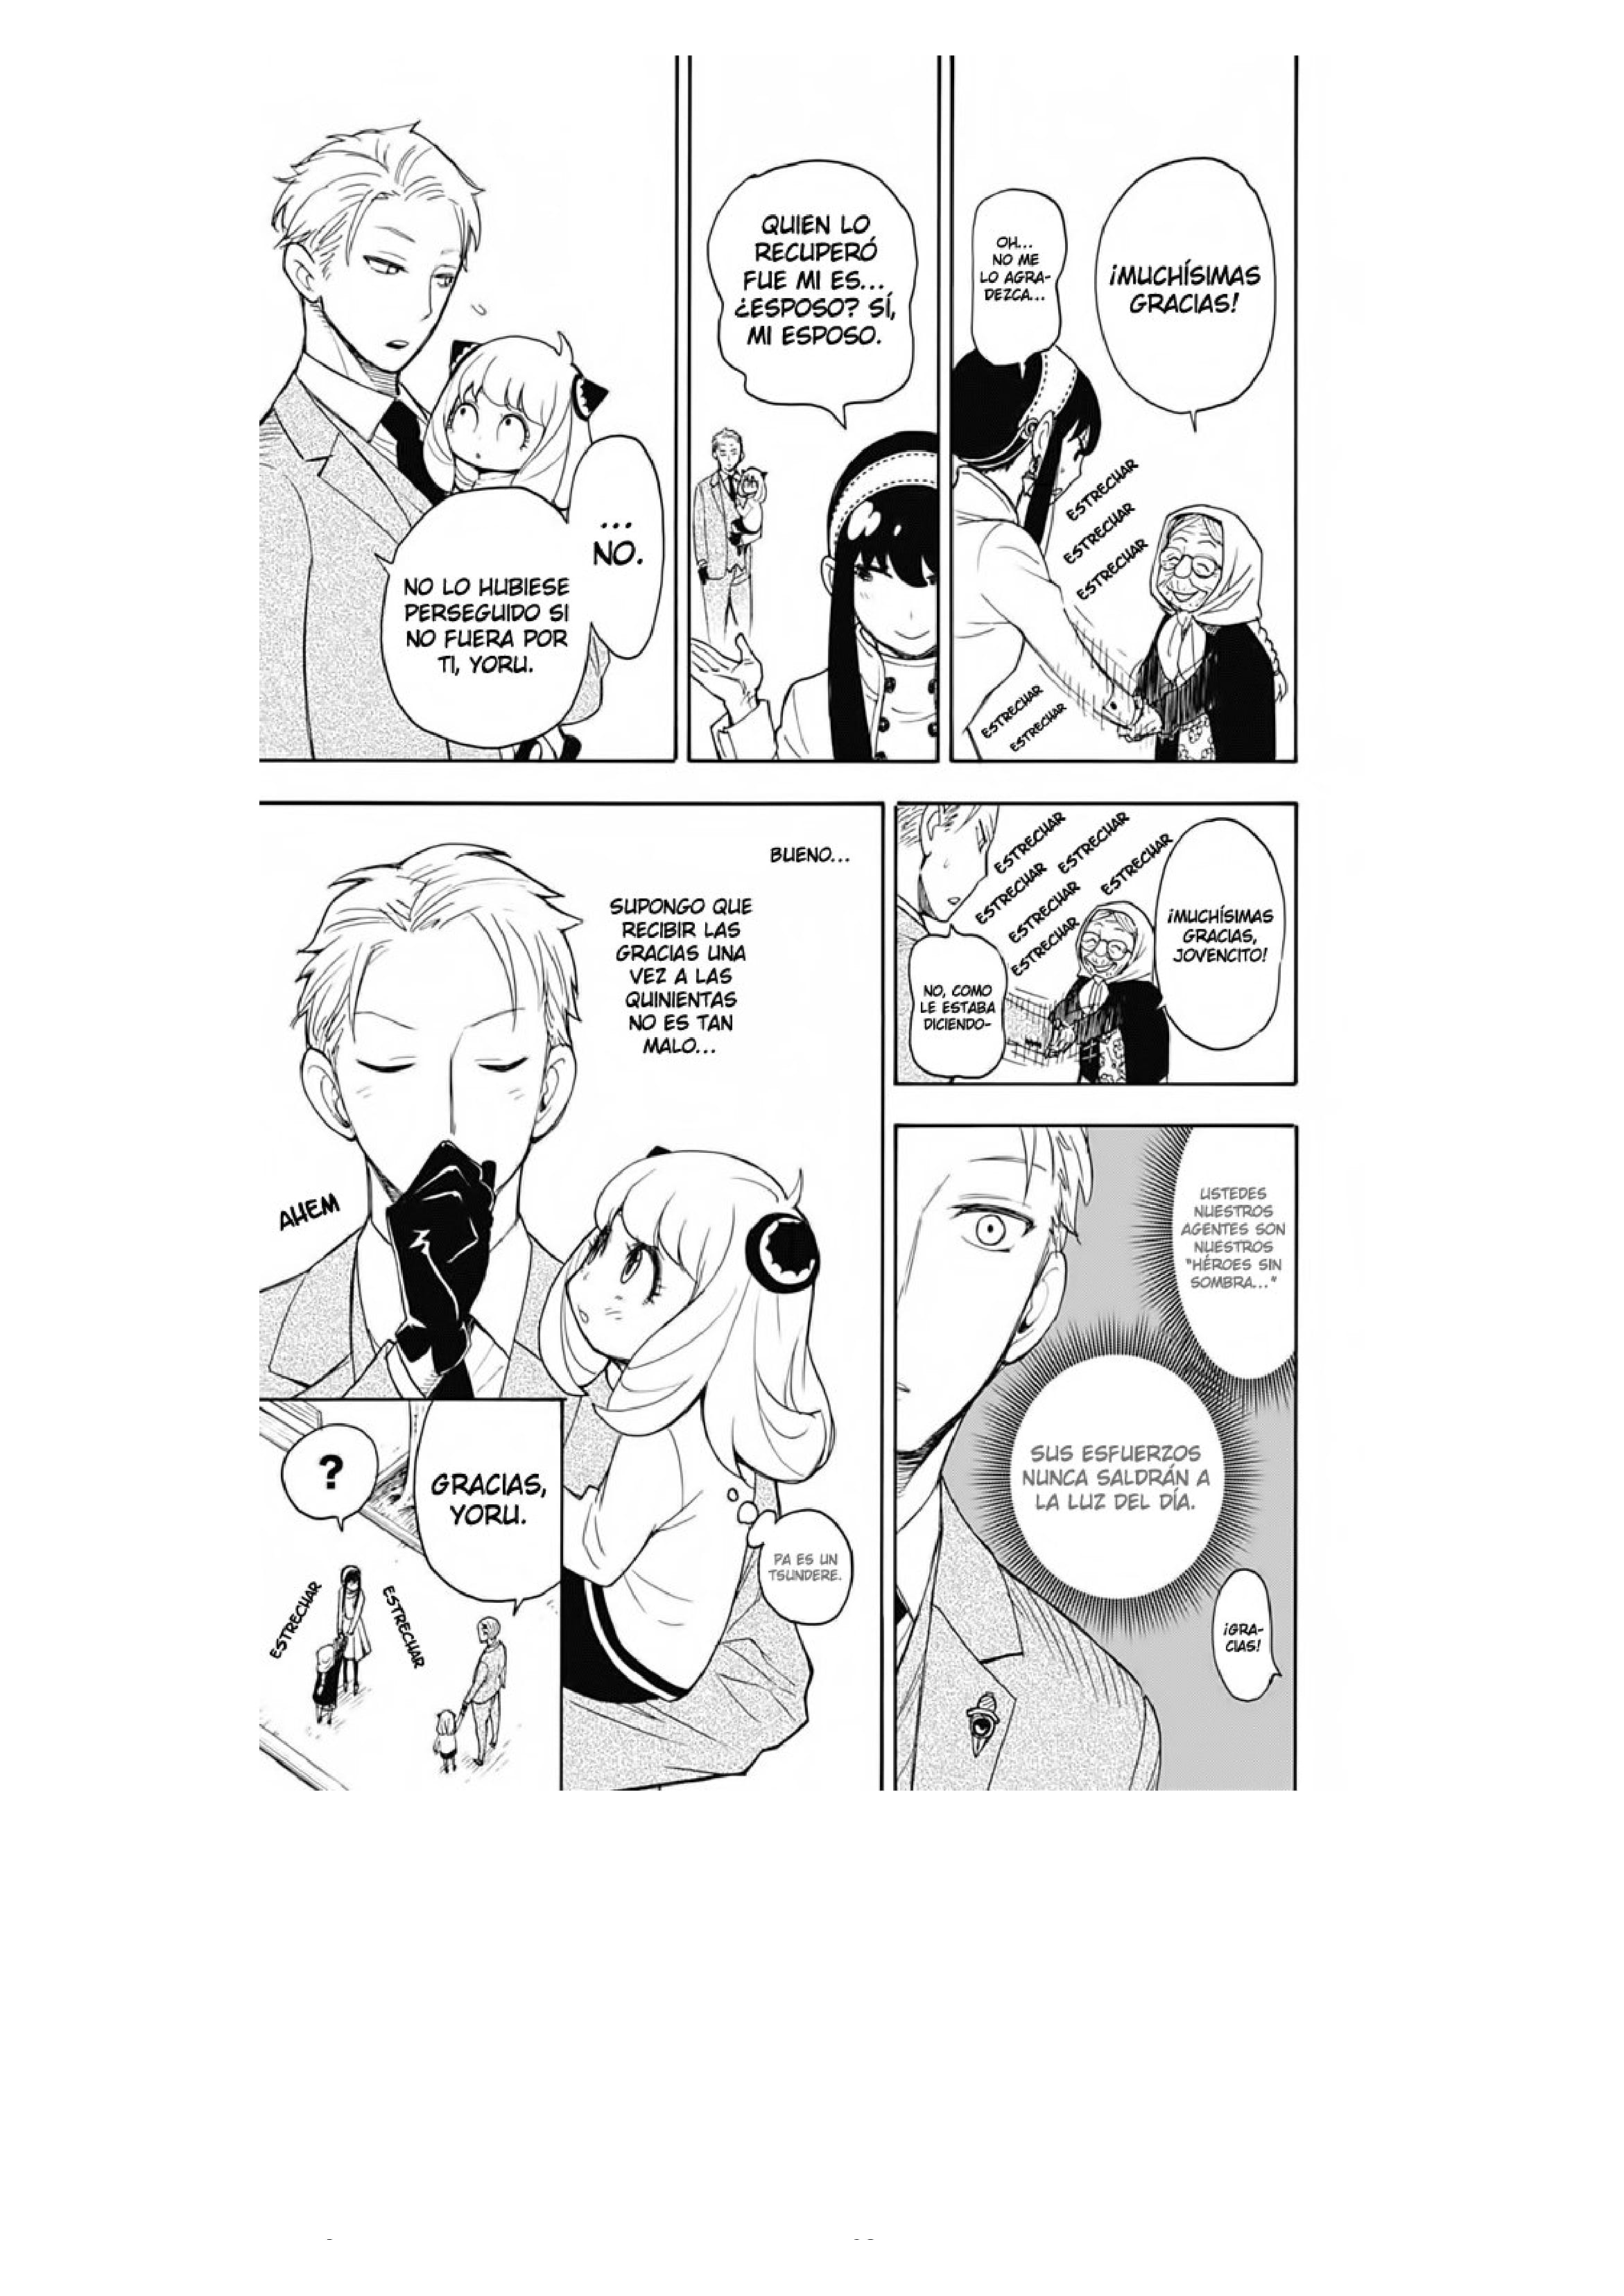 ¡MUCHÍSIMAS
GRACIAS!
OH...
NO ME
LO AGRA-
DEZCA...
ESTRECHAR
ESTRECHAR
ESTRECHAR
ESTRECHAR
ESTRECHAR
QUIEN LO
RECUPERÓ
FUE MI ES...
¿ESPOSO? SÍ,
MI ESPOSO.
...
NO.
NO LO HUBIESE
PERSEGUIDO SI
NO FUERA POR
TI, YORU.
¡MUCHÍSIMAS
GRACIAS,
JOVENCITO!
ESTRECHAR
ESTRECHAR
ESTRECHAR
ESTRECHAR
ESTRECHAR
ESTRECHAR
NO, COMO
LE ESTABA
DICIENDO-
USTEDES
NUESTROS
AGENTES SON
NUESTROS
"HÉROES SIN
SOMBRA..."
SUS ESFUERZOS
NUNCA SALDRÁN A
LA LUZ DEL DÍA.
¡GRA-
CIAS!
BUENO...
SUPONGO QUE
RECIBIR LAS
GRACIAS UNA
VEZ A LAS
QUINIENTAS
NO ES TAN
MALO...
AHEM
PA ES UN
TSUNDERE.
GRACIAS,
YORU.
?
ESTRECHAR
ESTRECHAR